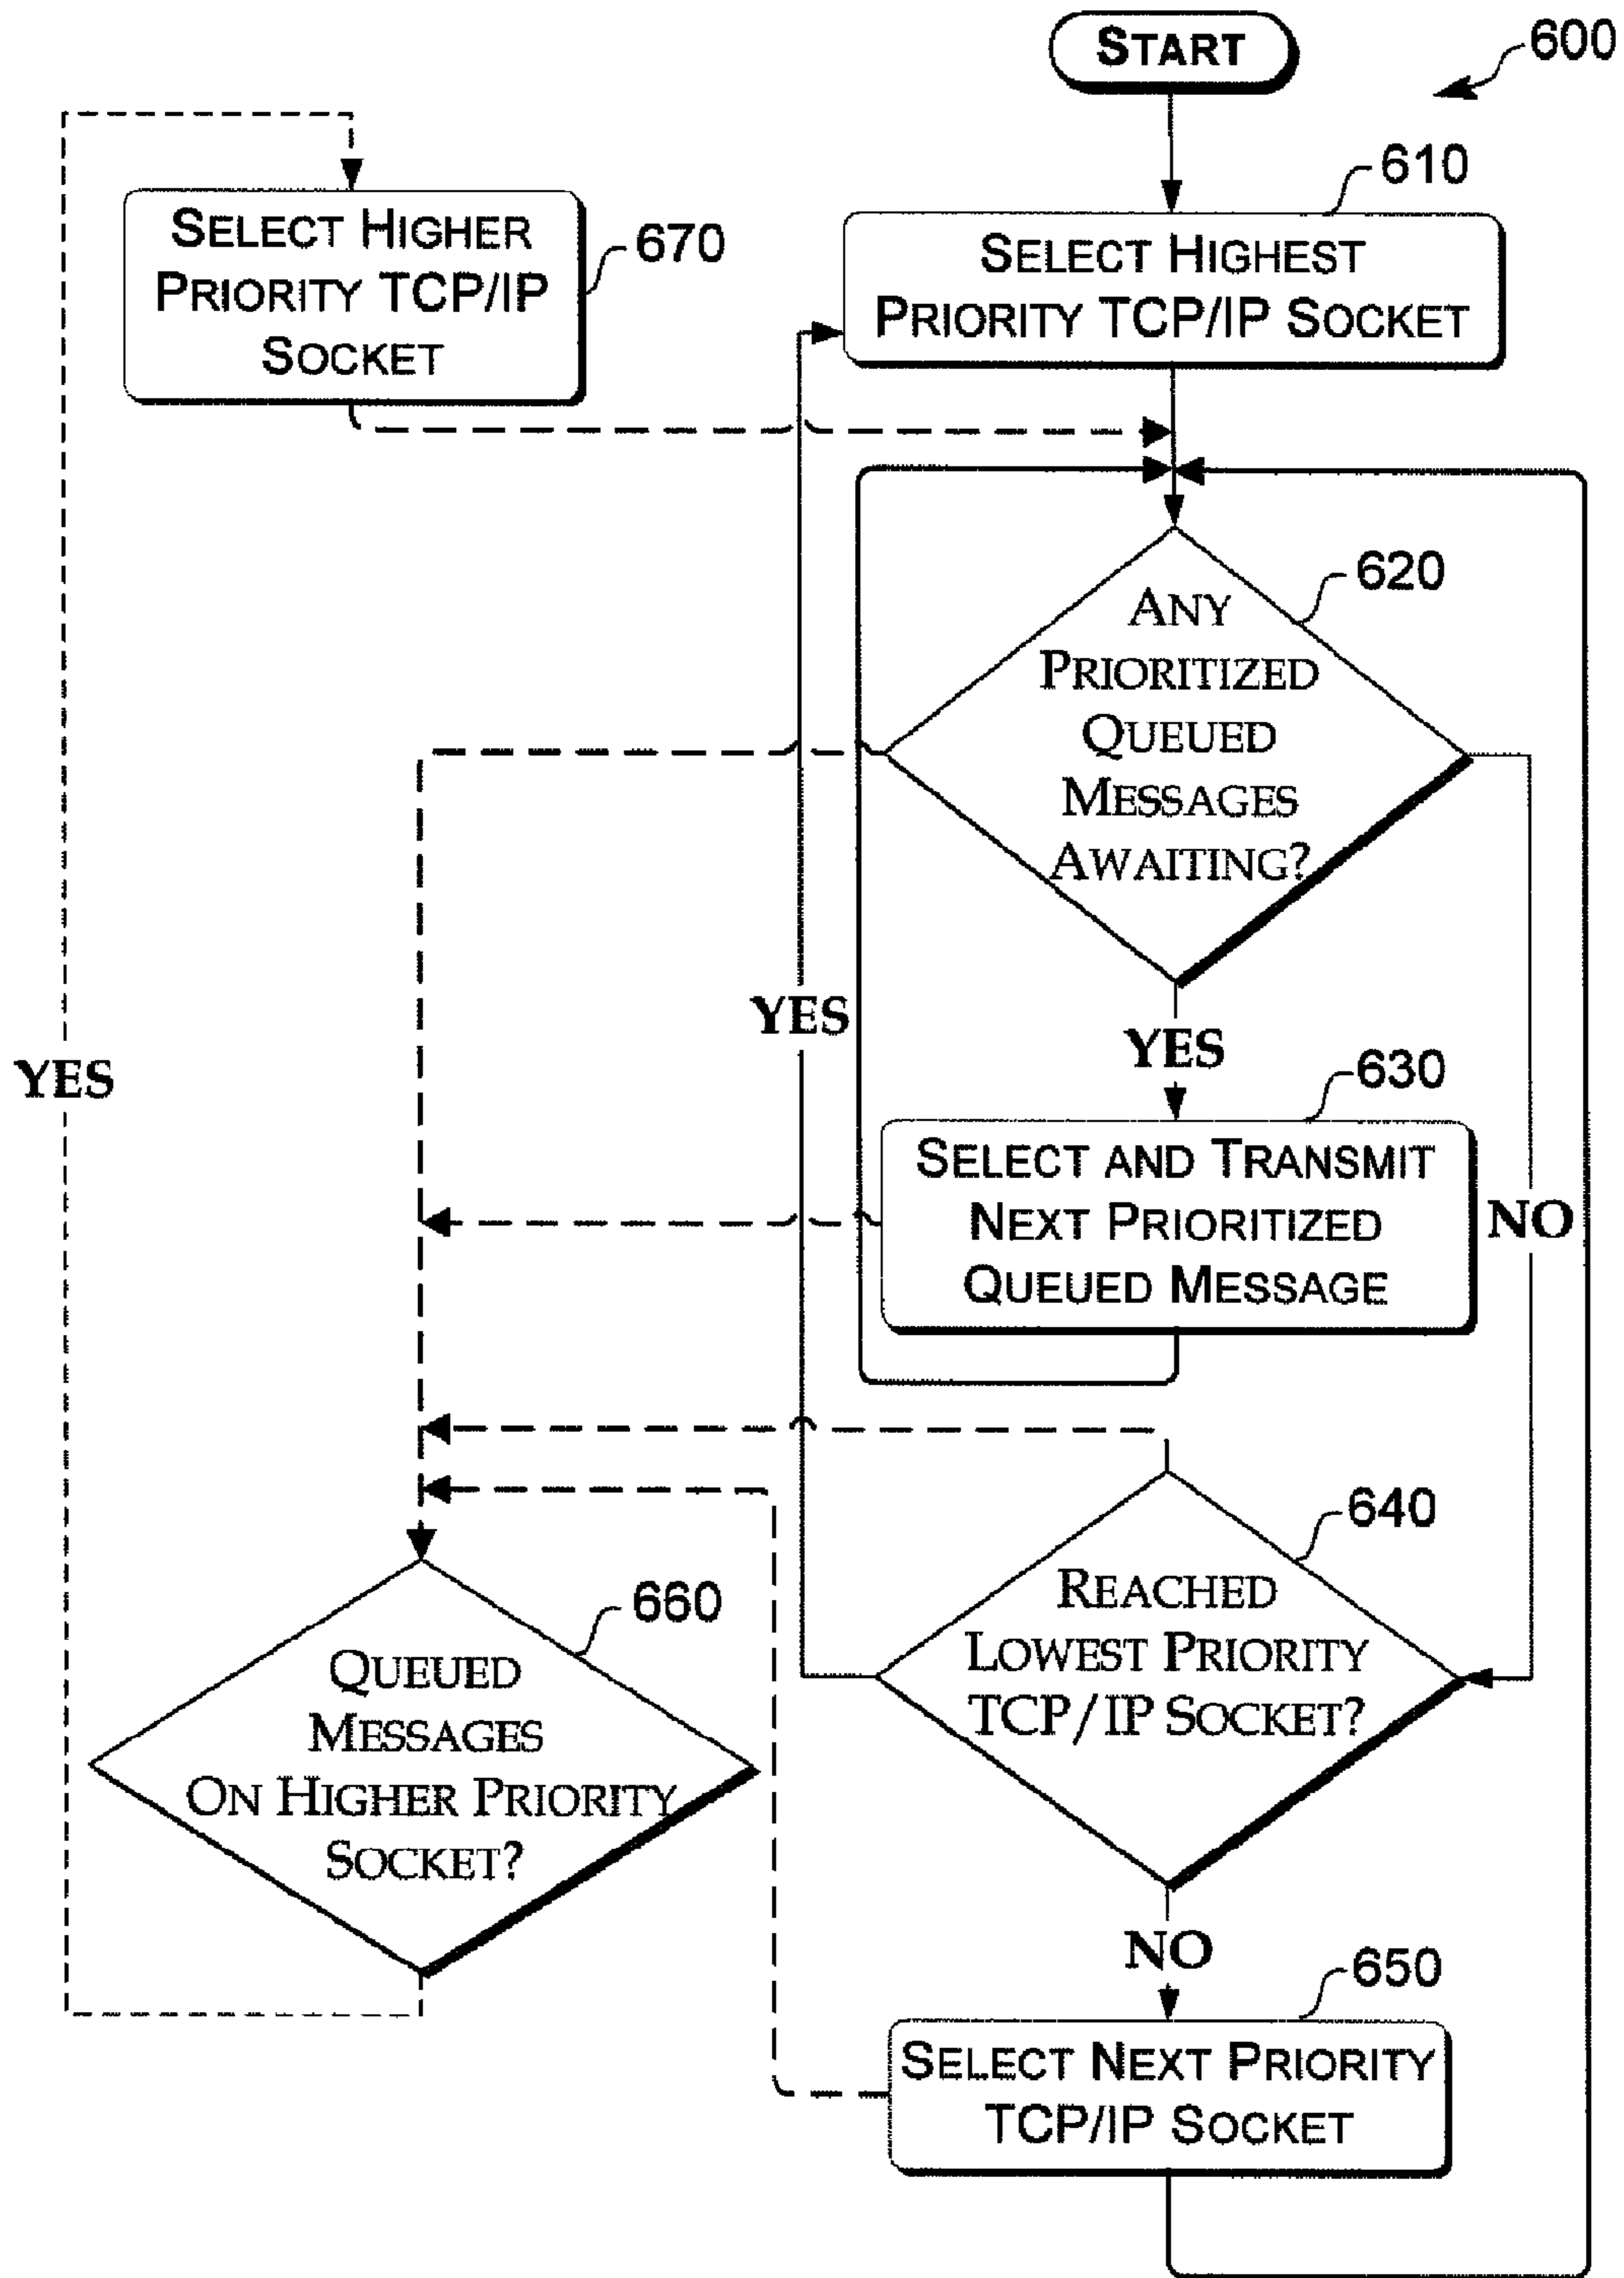 START
600
610
SELECT HIGHEST
PRIORITY TCP/IP SOCKET
SELECT HIGHER
PRIORITY TCP/IP
SOCKET
670
620
ANY
PRIORITIZED
QUEUED
MESSAGES
AWAITING?
YES
YES
YES
630
SELECT AND TRANSMIT
NEXT PRIORITIZED
QUEUED MESSAGE
NO
640
REACHED
LOWEST PRIORITY
TCP/IP SOCKET?
660
QUEUED
MESSAGES
ON HIGHER PRIORITY
SOCKET?
NO
650
SELECT NEXT PRIORITY
TCP/IP SOCKET